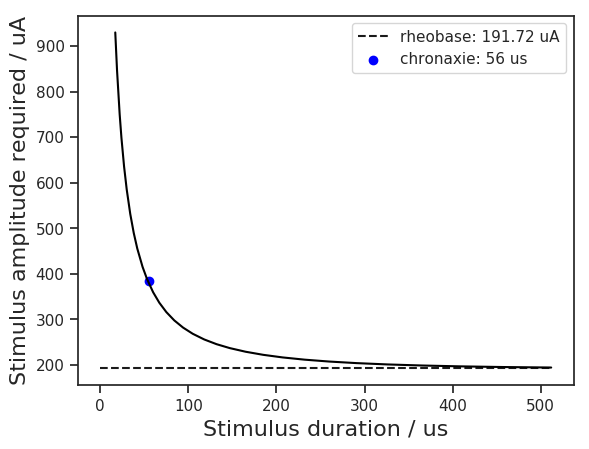 Stimulus amplitude required / uA
900
800
700
600
500
400
300
200
rheobase: 191.72 uA
chronaxie: 56 us
0 100 200 300 400 500
Stimulus duration / us